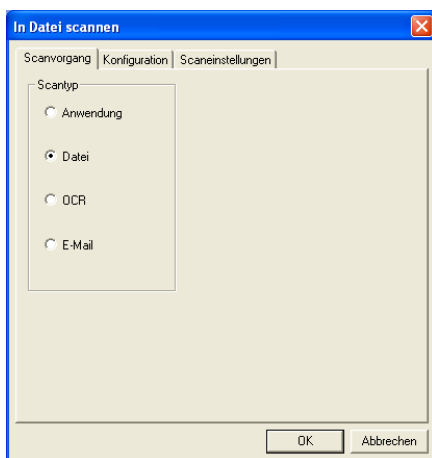 In Datei scannen
Scanvorgang Konfiguration Scaneinstellungen
Scantyp
Anwendung
Datei
OCR
E-Mail
OK Abbrechen